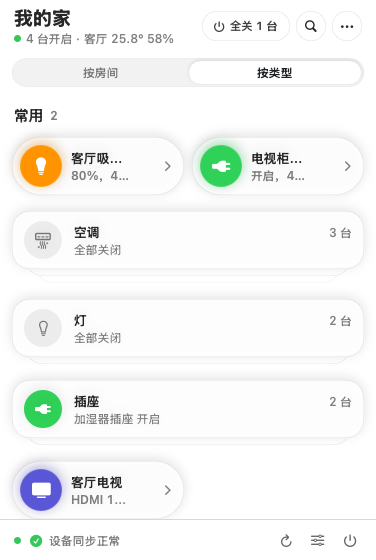 我的家
4 台开启 · 客厅 25.8° 58%
全关 1 台
按房间
按类型
常用 2
客厅吸…
80%，4…
电视柜…
开启，4…
空调
全部关闭
3 台
灯
全部关闭
2 台
插座
加湿器插座 开启
2 台
客厅电视
HDMI 1…
设备同步正常